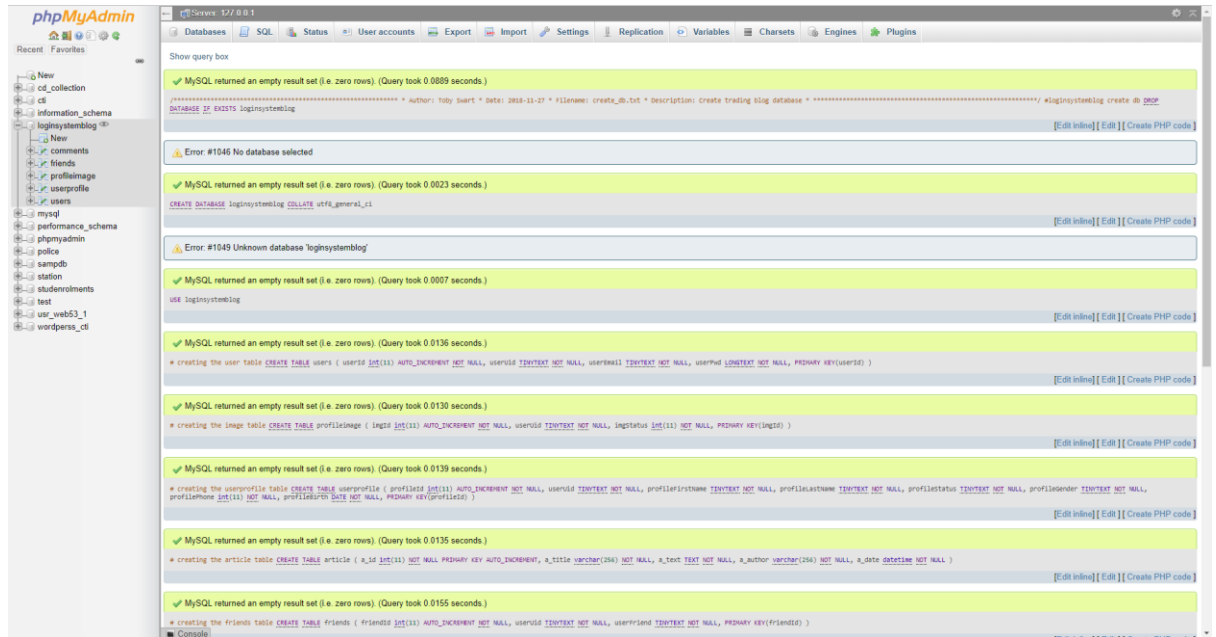 phpMyAdmin
Recent Favorites
New
cd_collection
cti
information_schema
loginsystemblog
New
comments
friends
profileimage
userprofile
users
mysql
performance_schema
phpmyadmin
police
sampdb
station
studenrolments
test
usr_web53_1
wordperss_cti
Server: 127.0.0.1
Databases SQL Status User accounts Export Import Settings Replication Variables Charsets Engines Plugins
Show query box
MySQL returned an empty result set (i.e. zero rows). (Query took 0.0889 seconds.)
* Author: Toby Swart * Date: 2018-11-27 * Filename: create_db.txt * Description: Create trading blog database * #loginsystemblog create db DROP
DATABASE IF EXISTS loginsystemblog
[Edit inline] [ Edit ] [ Create PHP code ]
Error: #1046 No database selected
MySQL returned an empty result set (i.e. zero rows). (Query took 0.0023 seconds.)
CREATE DATABASE loginsystemblog COLLATE utf8_general_ci
[Edit inline] [ Edit ] [ Create PHP code ]
Error: #1049 Unknown database 'loginsystemblog'
MySQL returned an empty result set (i.e. zero rows). (Query took 0.0007 seconds.)
USE loginsystemblog
[Edit inline] [ Edit ] [ Create PHP code ]
MySQL returned an empty result set (i.e. zero rows). (Query took 0.0136 seconds.)
# creating the user table CREATE TABLE users ( userId int(11) AUTO_INCREMENT NOT NULL, userUid TINYTEXT NOT NULL, userEmail TINYTEXT NOT NULL, userPwd LONGTEXT NOT NULL, PRIMARY KEY(userId) )
[Edit inline] [ Edit ] [ Create PHP code ]
MySQL returned an empty result set (i.e. zero rows). (Query took 0.0130 seconds.)
# creating the image table CREATE TABLE profileimage ( imgId int(11) AUTO_INCREMENT NOT NULL, userUid TINYTEXT NOT NULL, imgStatus int(11) NOT NULL, PRIMARY KEY(imgId) )
[Edit inline] [ Edit ] [ Create PHP code ]
MySQL returned an empty result set (i.e. zero rows). (Query took 0.0139 seconds.)
# creating the userprofile table CREATE TABLE userprofile ( profileId int(11) AUTO_INCREMENT NOT NULL, userUid TINYTEXT NOT NULL, profileFirstName TINYTEXT NOT NULL, profileLastName TINYTEXT NOT NULL, profileStatus TINYTEXT NOT NULL, profileGender TINYTEXT NOT NULL,
profilePhone int(11) NOT NULL, profileBirth DATE NOT NULL, PRIMARY KEY(profileId) )
[Edit inline] [ Edit ] [ Create PHP code ]
MySQL returned an empty result set (i.e. zero rows). (Query took 0.0135 seconds.)
# creating the article table CREATE TABLE article ( a_id int(11) NOT NULL PRIMARY KEY AUTO_INCREMENT, a_title varchar(256) NOT NULL, a_text TEXT NOT NULL, a_author varchar(256) NOT NULL, a_date datetime NOT NULL )
[Edit inline] [ Edit ] [ Create PHP code ]
MySQL returned an empty result set (i.e. zero rows). (Query took 0.0155 seconds.)
# creating the friends table CREATE TABLE friends ( friendId int(11) AUTO_INCREMENT NOT NULL, userUid TINYTEXT NOT NULL, userFriend TINYTEXT NOT NULL, PRIMARY KEY(friendId) )
Console